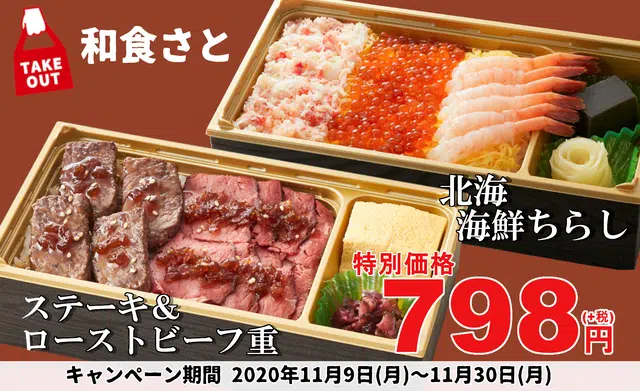 TAKE
OUT
和食さと
北海
海鮮ちらし
ステーキ＆
ローストビーフ重
特別価格
798円(+税)
キャンペーン期間 2020年11月9日(月)～11月30日(月)